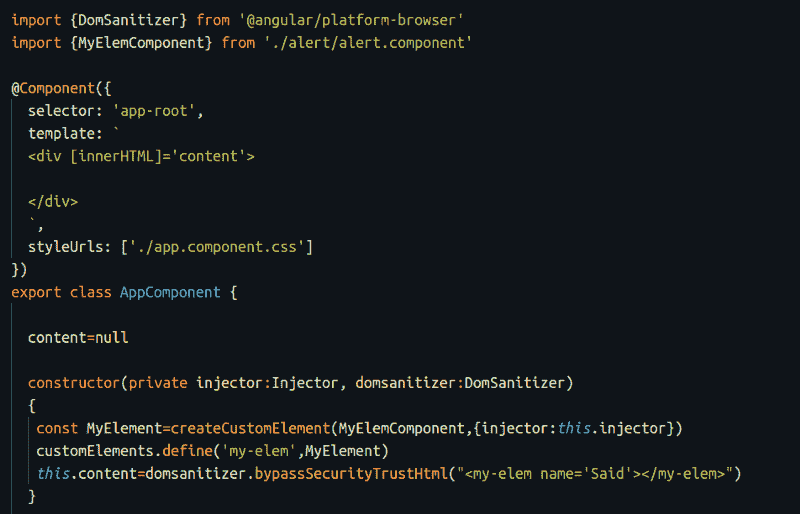 import {DomSanitizer} from '@angular/platform-browser'
import {MyElemComponent} from './alert/alert.component'
@Component({
selector: 'app-root',
template: `
<div [innerHTML]='content'>
</div>
`,
styleUrls: ['./app.component.css']
})
export class AppComponent {
content=null
constructor(private injector:Injector, domsanitizer:DomSanitizer)
{
const MyElement=createCustomElement(MyElemComponent,{injector:this.injector})
customElements.define('my-elem',MyElement)
this.content=domsanitizer.bypassSecurityTrustHtml("<my-elem name='Said'></my-elem>")
}